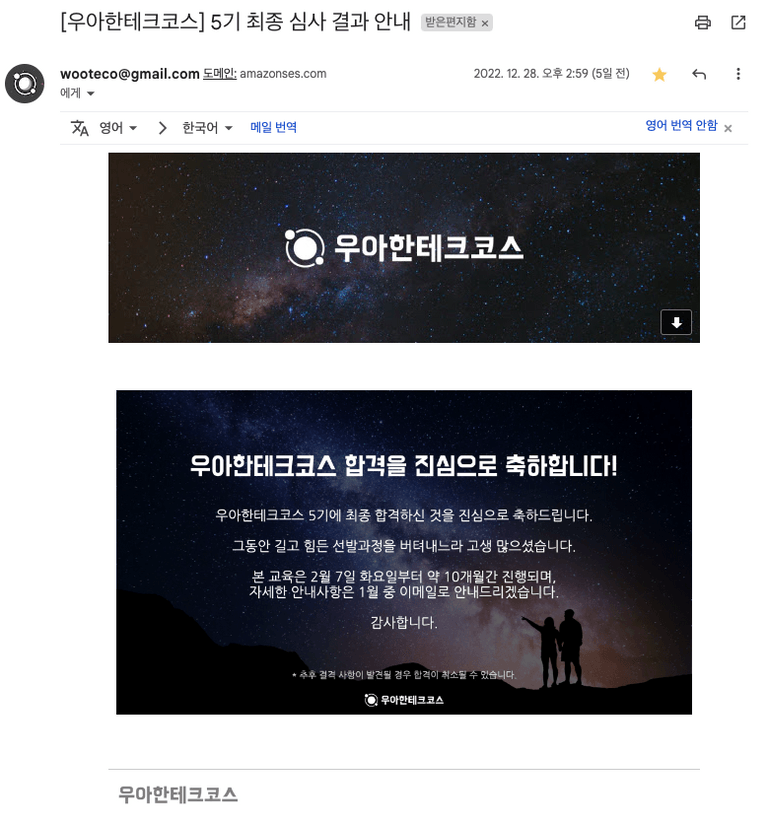 [우아한테크코스] 5기 최종 심사 결과 안내 받은편지함 ×
wooteco@gmail.com 도메인: amazonses.com 2022. 12. 28. 오후 2:59 (5일 전)
에게
영어 한국어 메일 번역 영어 번역 안함 ×
우아한테크코스
우아한테크코스 합격을 진심으로 축하합니다!
우아한테크코스 5기에 최종 합격하신 것을 진심으로 축하드립니다.
그동안 길고 힘든 선발과정을 버텨내느라 고생 많으셨습니다.
본 교육은 2월 7일 화요일부터 약 10개월간 진행되며,
자세한 안내사항은 1월 중 이메일로 안내드리겠습니다.
감사합니다.
* 추후 결격 사항이 발견될 경우 합격이 취소될 수 있습니다.
우아한테크코스
우아한테크코스